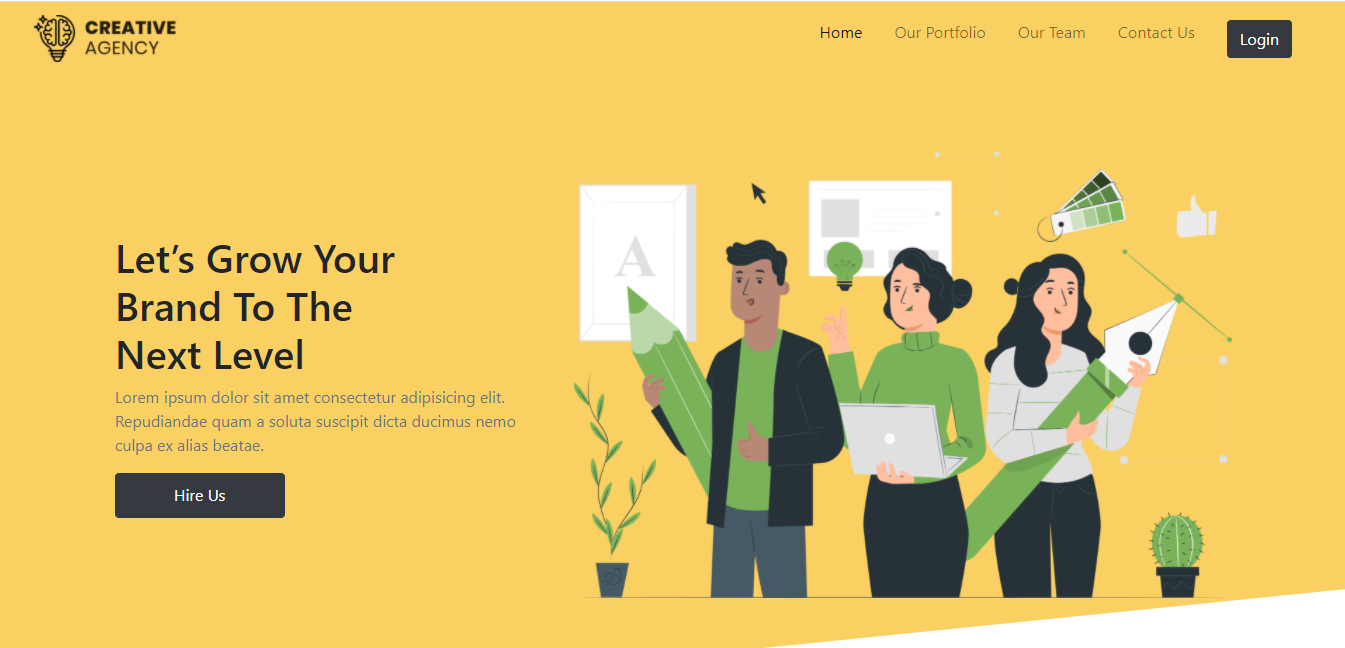 CREATIVE
AGENCY
Home Our Portfolio Our Team Contact Us Login
Let’s Grow Your
Brand To The
Next Level
Lorem ipsum dolor sit amet consectetur adipisicing elit.
Repudiandae quam a soluta suscipit dicta ducimus nemo
culpa ex alias beatae.
Hire Us
A